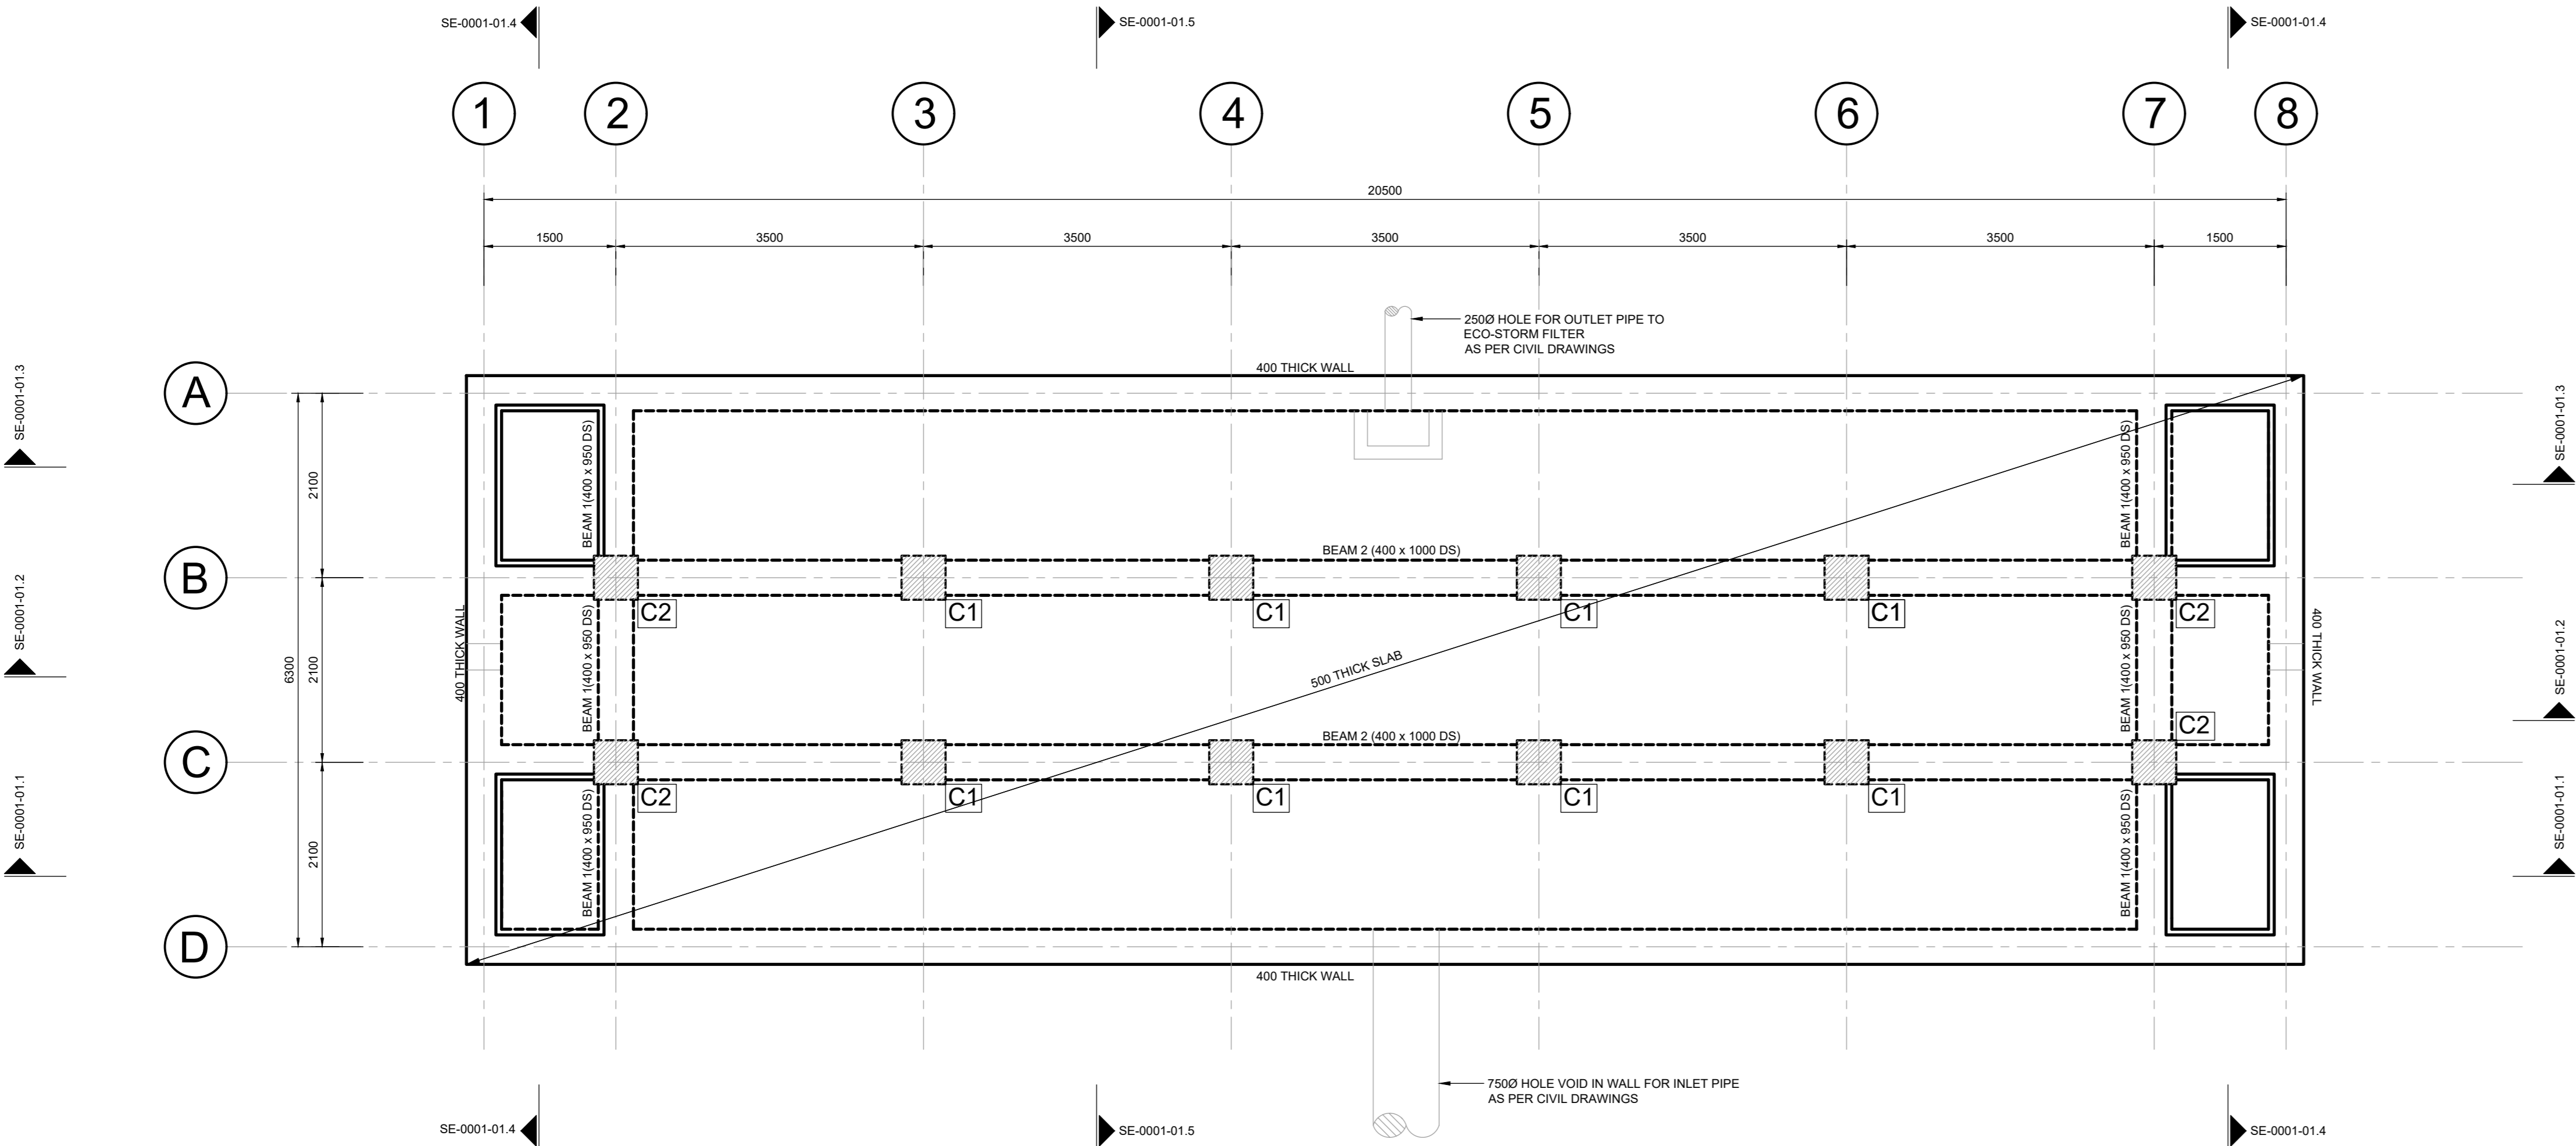 SE-0001-01.4
SE-0001-01.5
SE-0001-01.4
1
2
3
4
5
6
7
8
20500
1500
3500
3500
3500
3500
3500
1500
250Ø HOLE FOR OUTLET PIPE TO
ECO-STORM FILTER
AS PER CIVIL DRAWINGS
400 THICK WALL
SE-0001-01.3
A
SE-0001-01.3
2100
BEAM 1(400 x 950 DS)
BEAM 1(400 x 950 DS)
BEAM 2 (400 x 1000 DS)
B
C2
C1
C1
C1
C1
C2
SE-0001-01.2
6300
2100
400 THICK WALL
BEAM 1(400 x 950 DS)
500 THICK SLAB
BEAM 1(400 x 950 DS)
400 THICK WALL
SE-0001-01.2
C2
BEAM 2 (400 x 1000 DS)
C
C2
C1
C1
C1
C1
SE-0001-01.1
2100
BEAM 1(400 x 950 DS)
BEAM 1(400 x 950 DS)
SE-0001-01.1
D
400 THICK WALL
750Ø HOLE VOID IN WALL FOR INLET PIPE
AS PER CIVIL DRAWINGS
SE-0001-01.4
SE-0001-01.5
SE-0001-01.4